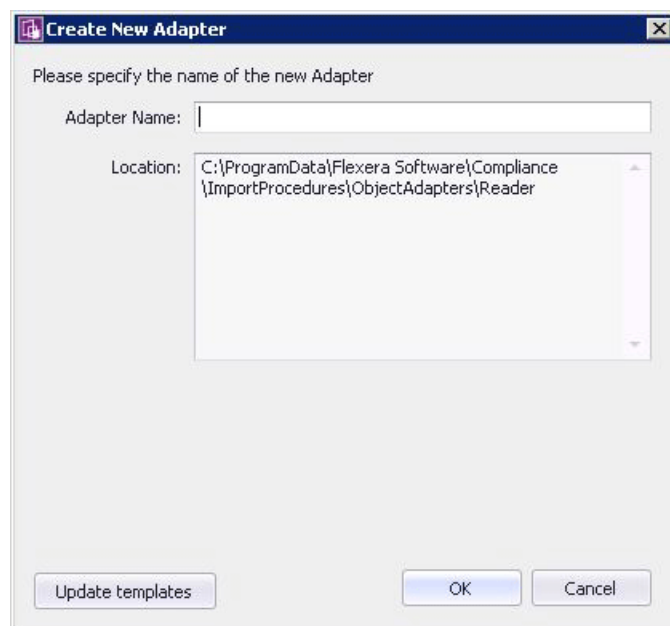 Create New Adapter
Please specify the name of the new Adapter
Adapter Name:
Location: C:\ProgramData\Flexera Software\Compliance
\ImportProcedures\ObjectAdapters\Reader
Update templates OK Cancel